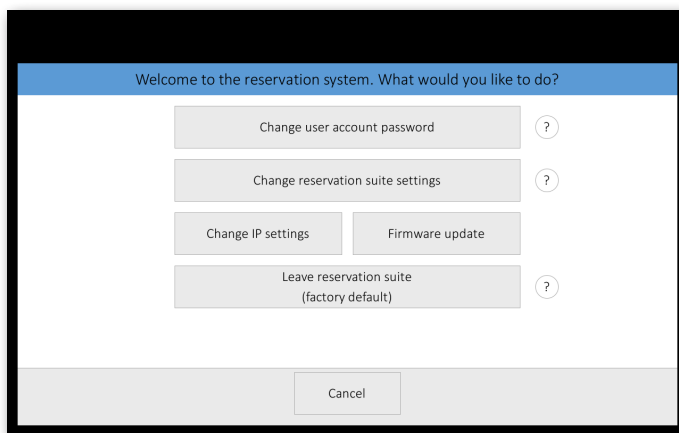 Welcome to the reservation system. What would you like to do?
Change user account password
?
Change reservation suite settings
?
Change IP settings
Firmware update
Leave reservation suite
(factory default)
?
Cancel